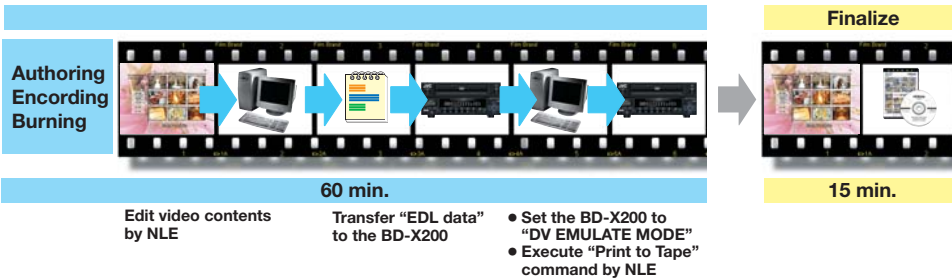 Finalize
Authoring
Encording
Burning
60 min.
15 min.
Edit video contents
by NLE
Transfer “EDL data”
to the BD-X200
● Set the BD-X200 to
“DV EMULATE MODE”
● Execute “Print to Tape”
command by NLE